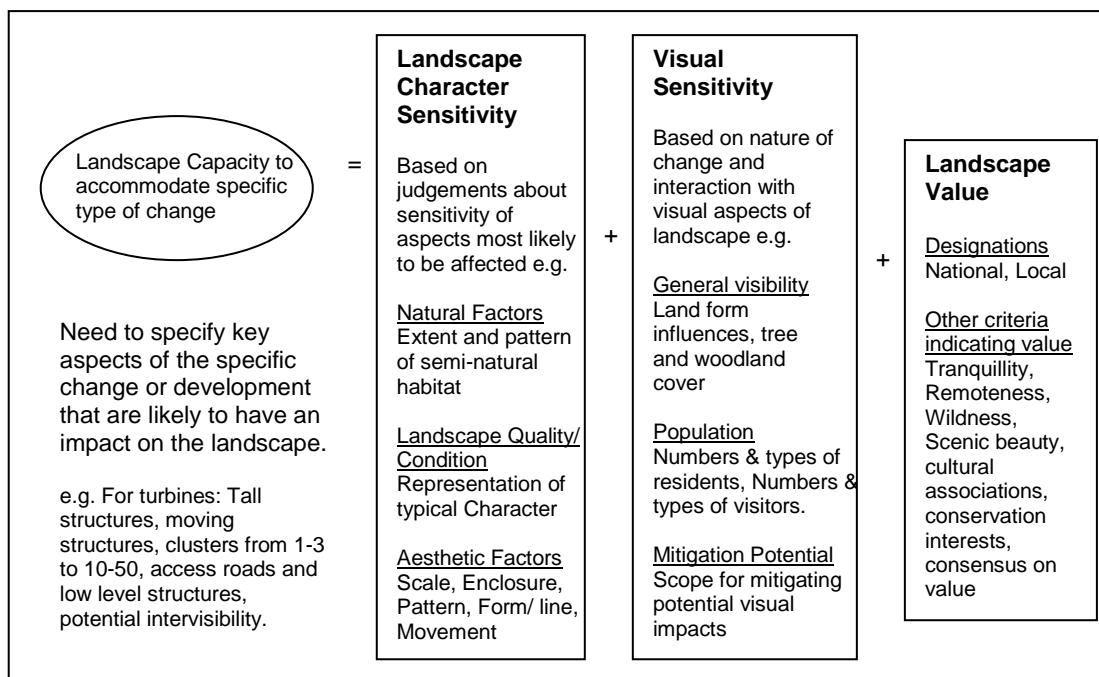 Landscape Capacity to
accommodate specific
type of change
=
Need to specify key
aspects of the specific
change or development
that are likely to have an
impact on the landscape.
e.g. For turbines: Tall
structures, moving
structures, clusters from 1-3
to 10-50, access roads and
low level structures,
potential intervisibility.
Landscape
Character
Sensitivity
Based on
judgements about
sensitivity of
aspects most likely
to be affected e.g.
Natural Factors
Extent and pattern
of semi-natural
habitat
Landscape Quality/
Condition
Representation of
typical Character
Aesthetic Factors
Scale, Enclosure,
Pattern, Form/ line,
Movement
+
Visual
Sensitivity
Based on nature of
change and
interaction with
visual aspects of
landscape e.g.
General visibility
Land form
influences, tree
and woodland
cover
Population
Numbers & types of
residents, Numbers &
types of visitors.
Mitigation Potential
Scope for mitigating
potential visual
impacts
+
Landscape
Value
Designations
National, Local
Other criteria
indicating value
Tranquillity,
Remoteness,
Wildness,
Scenic beauty,
cultural
associations,
conservation
interests,
consensus on
value